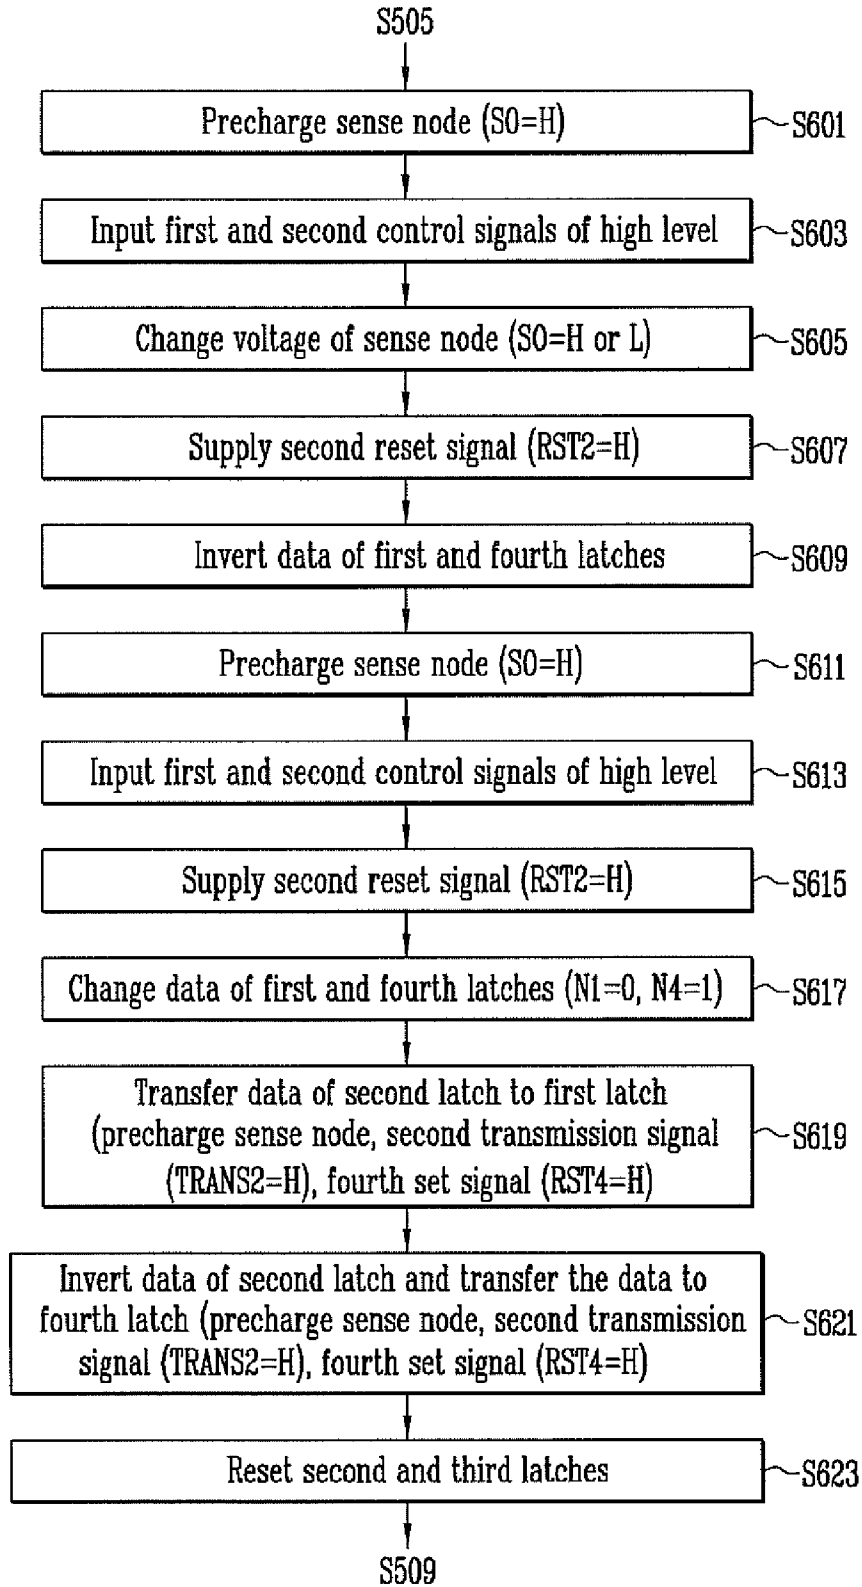 S505
Precharge sense node (SO=H)
S601
Input first and second control signals of high level
S603
Change voltage of sense node (SO=H or L)
S605
Supply second reset signal (RST2=H)
S607
Invert data of first and fourth latches
S609
Precharge sense node (SO=H)
S611
Input first and second control signals of high level
S613
Supply second reset signal (RST2=H)
S615
Change data of first and fourth latches (N1=0, N4=1)
S617
Transfer data of second latch to first latch
(precharge sense node, second transmission signal
(TRANS2=H), fourth set signal (RST4=H)
S619
Invert data of second latch and transfer the data to
fourth latch (precharge sense node, second transmission
signal (TRANS2=H), fourth set signal (RST4=H)
S621
Reset second and third latches
S623
S509